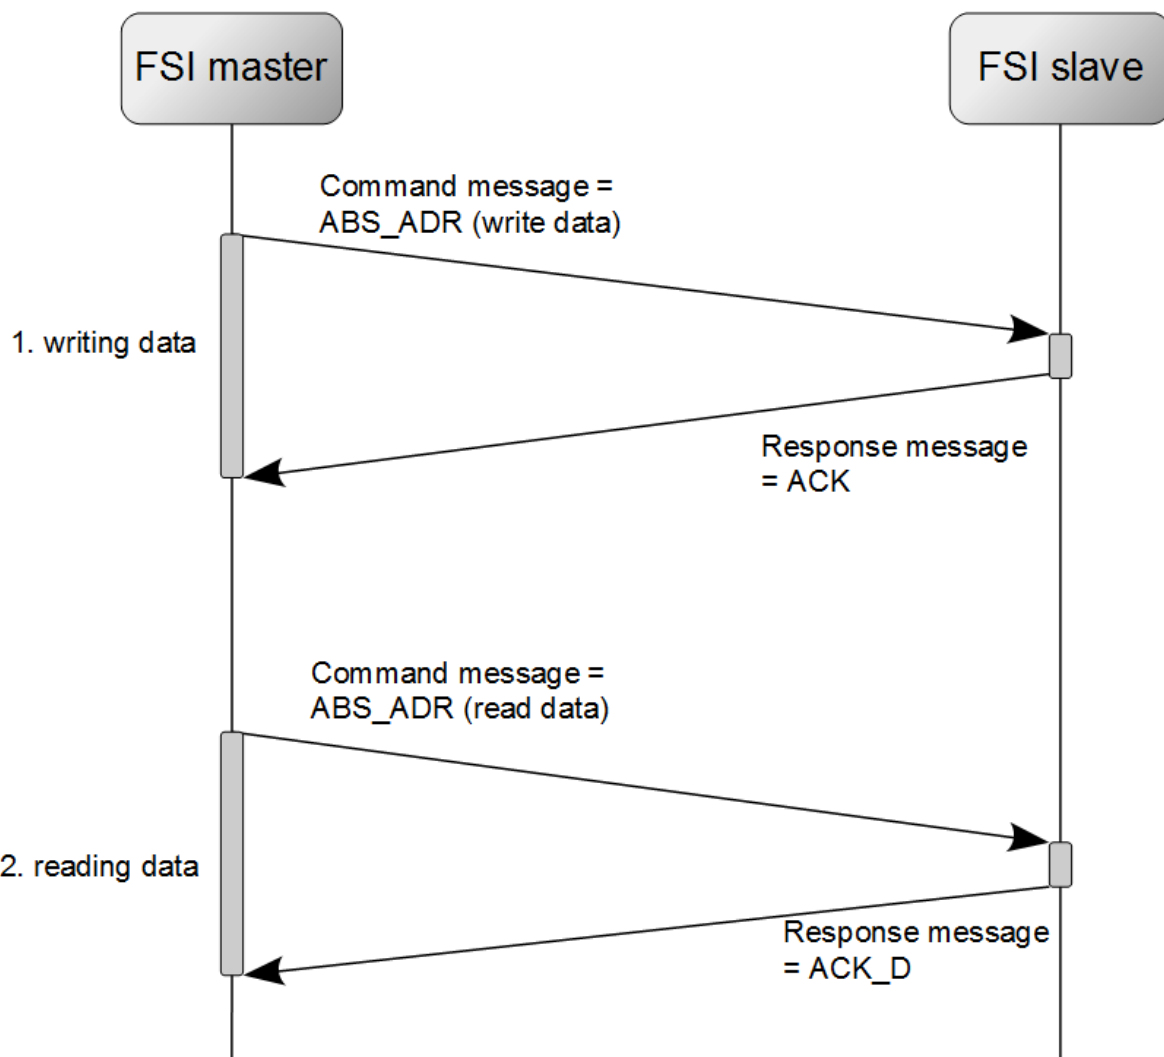 FSI master
FSI slave
Command message =
ABS_ADR (write data)
1. writing data
Response message
= ACK
Command message =
ABS_ADR (read data)
2. reading data
Response message
= ACK_D